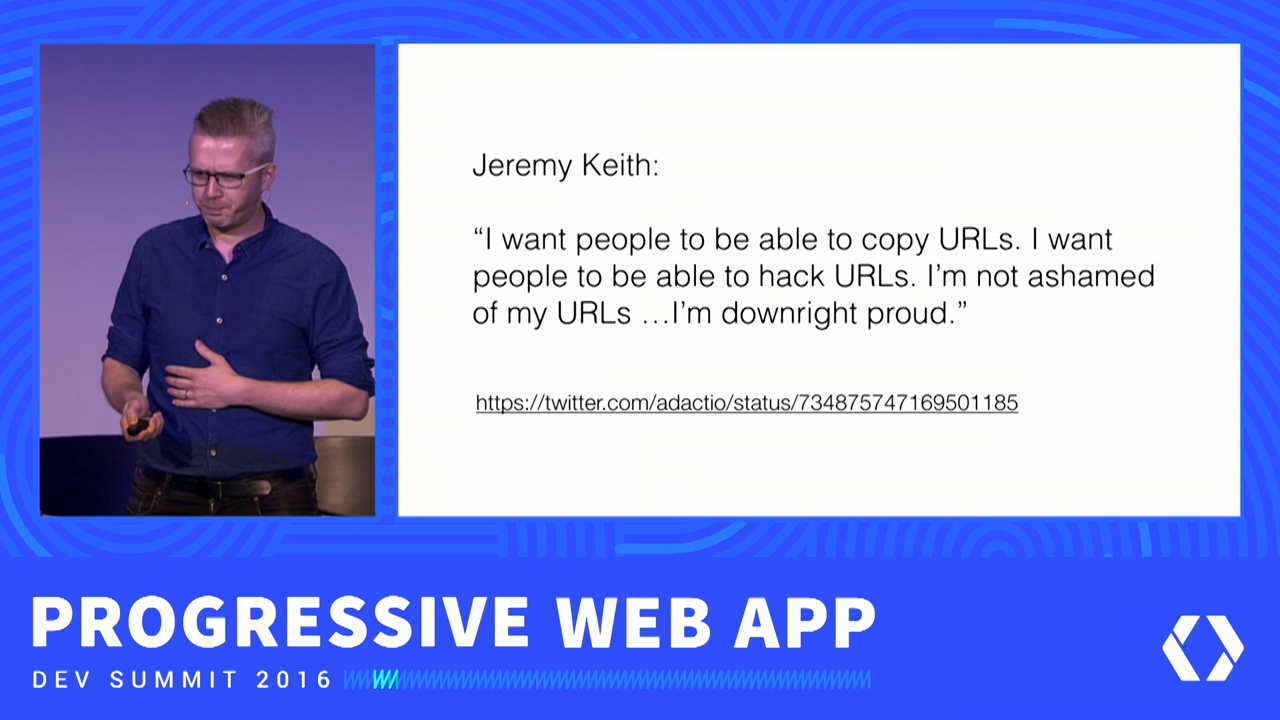 Jeremy Keith:
“I want people to be able to copy URLs. I want
people to be able to hack URLs. I’m not ashamed
of my URLs …I’m downright proud.”
https://twitter.com/adactio/status/734875747169501185
PROGRESSIVE WEB APP
DEV SUMMIT 2016